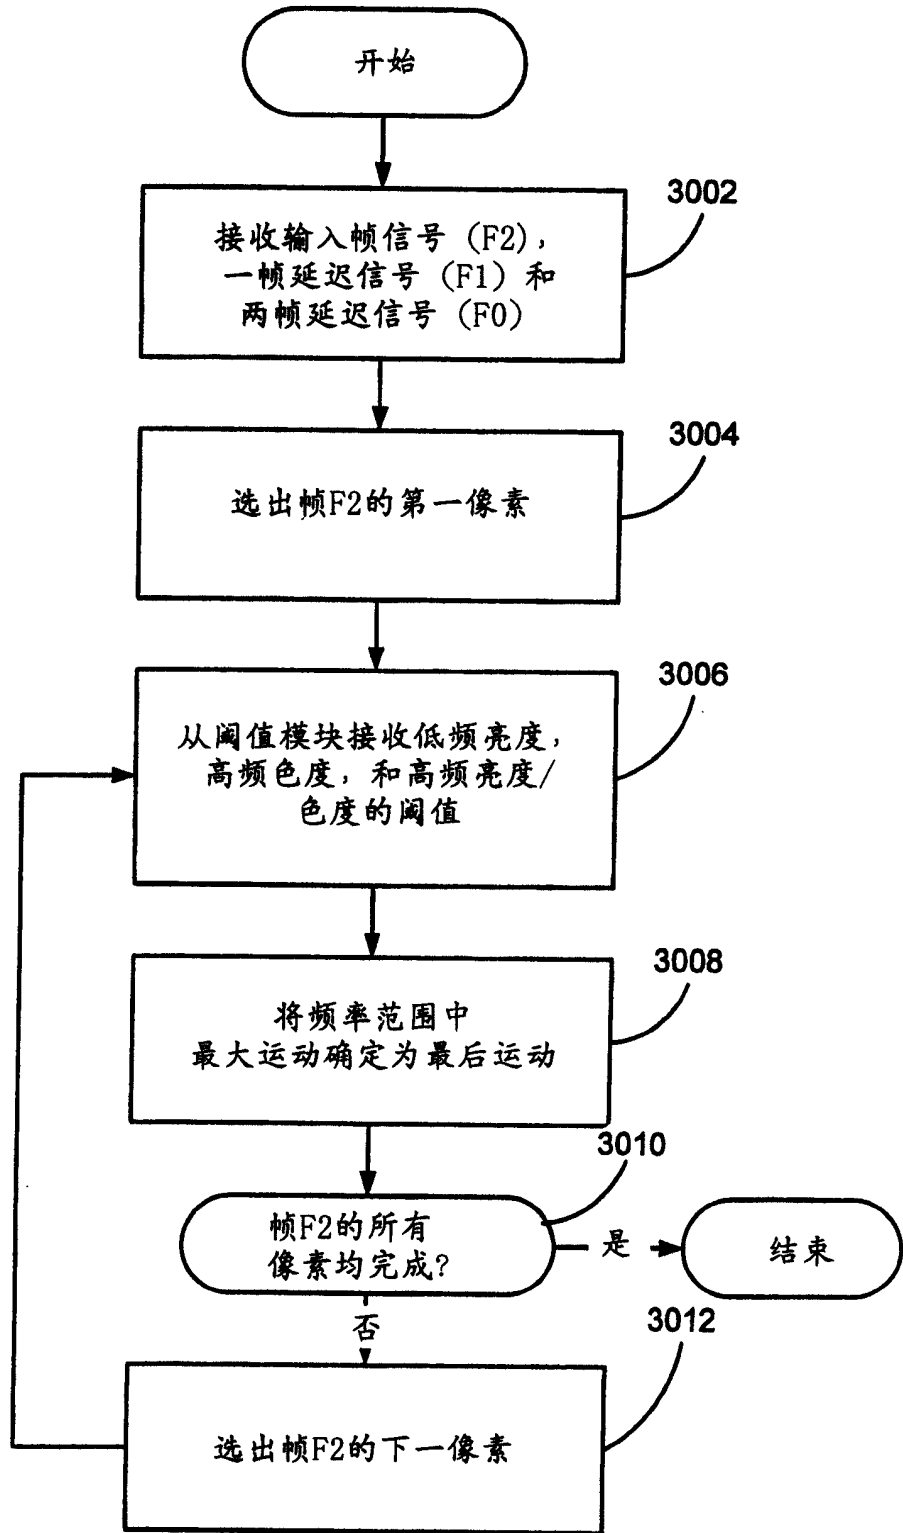 开始
3002
接收输入帧信号 (F2),
一帧延迟信号 (F1) 和
两帧延迟信号 (F0)
3004
选出帧F2的第一像素
3006
从阈值模块接收低频亮度,
高频色度, 和高频亮度/
色度的阈值
3008
将频率范围中
最大运动确定为最后运动
3010
帧F2的所有
像素均完成?
是
结束
否
3012
选出帧F2的下一像素